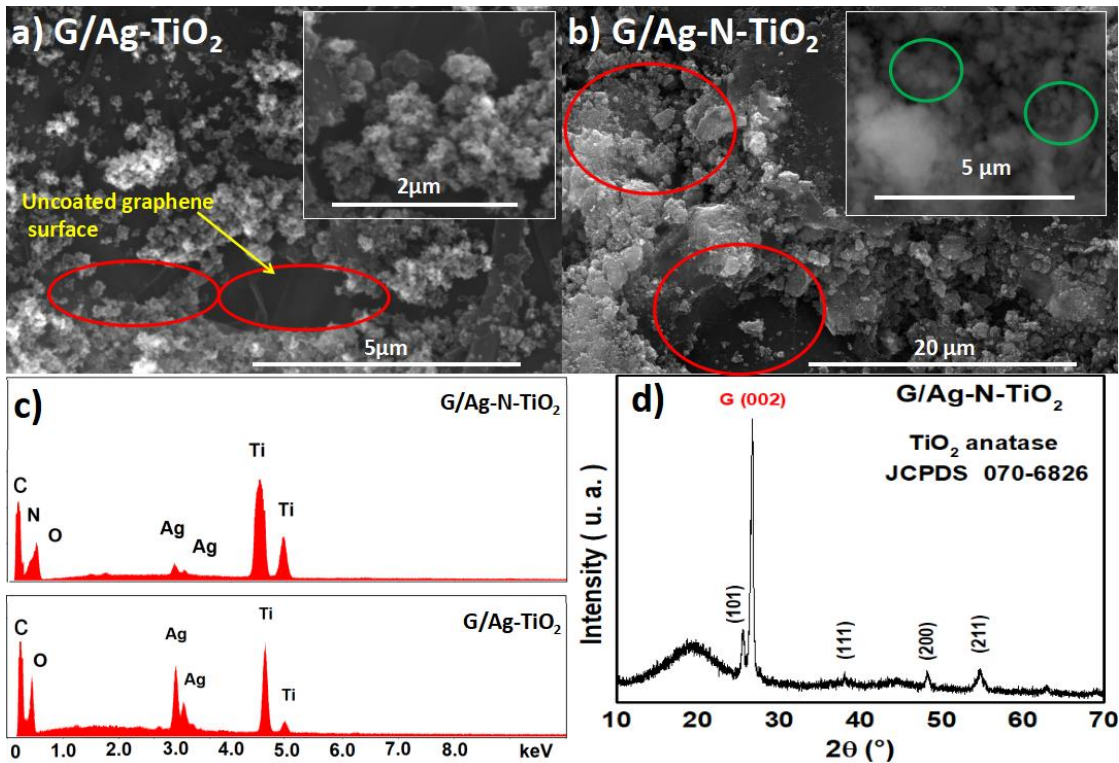 a) G/Ag-TiO₂
2µm
Uncoated graphene
surface
5µm
b) G/Ag-N-TiO₂
5 µm
20 µm
c)
G/Ag-N-TiO₂
Ti
C
N
O
Ag
Ag
Ti
G/Ag-TiO₂
C
O
Ag
Ag
Ti
Ti
0 1.0 2.0 3.0 4.0 5.0 6.0 7.0 8.0 keV
d)
G (002)
G/Ag-N-TiO₂
TiO₂ anatase
JCPDS 070-6826
Intensity ( u. a. )
(101)
(111)
(200)
(211)
10 20 30 40 50 60 70
2θ (°)